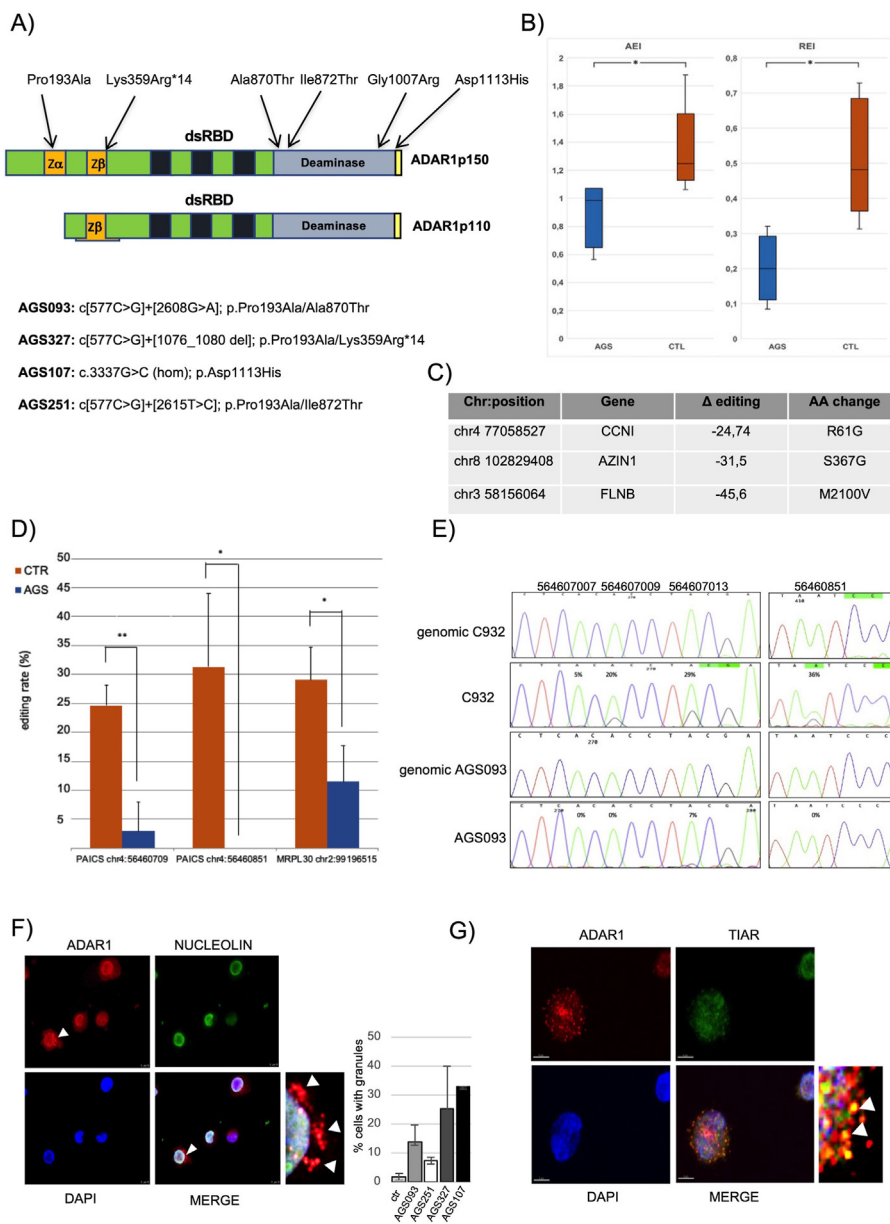 A)
Pro193Ala Lys359Arg*14 Ala870Thr Ile872Thr Gly1007Arg Asp1113His
dsRBD
Zα Zβ Deaminase ADAR1p150
dsRBD
Zβ Deaminase ADAR1p110
AGS093: c[577C>G]+[2608G>A]; p.Pro193Ala/Ala870Thr
AGS327: c[577C>G]+[1076_1080 del]; p.Pro193Ala/Lys359Arg*14
AGS107: c.3337G>C (hom); p.Asp1113His
AGS251: c[577C>G]+[2615T>C]; p.Pro193Ala/Ile872Thr
B)
AEI
*
2
1,8
1,6
1,4
1,2
1
0,8
0,6
0,4
0,2
0
AGS CTL
REI
*
0,8
0,7
0,6
0,5
0,4
0,3
0,2
0,1
0
AGS CTL
C)
Chr:position Gene Δ editing AA change
chr4 77058527 CCNI -24,74 R61G
chr8 102829408 AZIN1 -31,5 S367G
chr3 58156064 FLNB -45,6 M2100V
D)
CTR
AGS
editing rate (%)
50
45
40
35
30
25
20
15
10
5
** * *
PAICS chr4:56460709 PAICS chr4:56460851 MRPL30 chr2:99196515
E)
564607007 564607009 564607013 56460851
genomic C932
T A A T C C
410
C932
C T C A C A C C T A C G A
270
5% 20% 29%
T A A T C C C
36%
genomic AGS093
C T C A C A C C T A C G A
270
T A A T C C C
AGS093
C T C A C A C C T A C G A
0% 0% 7%
T A A T C C C
0%
F)
ADAR1 NUCLEOLIN
DAPI MERGE
% cells with granules
50
40
30
20
10
0
ctr
AGS093
AGS251
AGS327
AGS107
G)
ADAR1 TIAR
DAPI MERGE